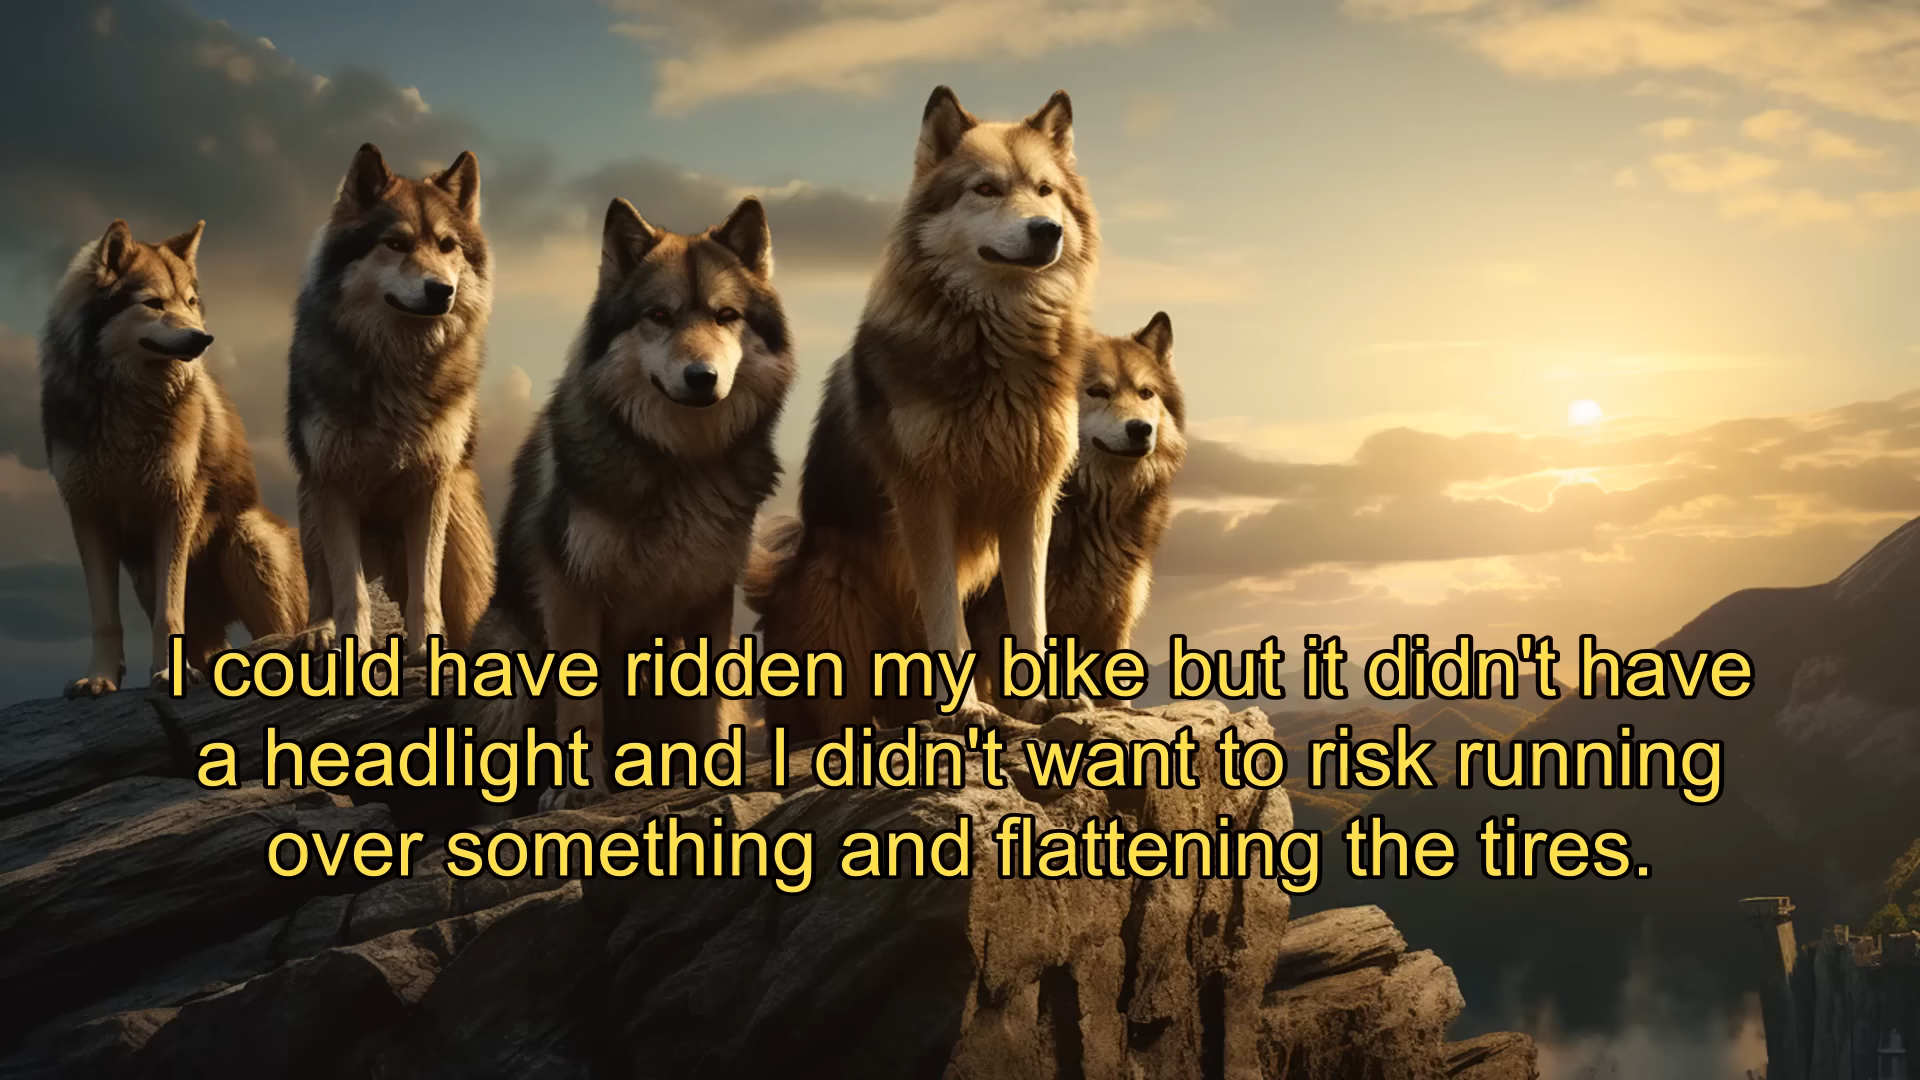 I could have ridden my bike but it didn't have
a headlight and I didn't want to risk running
over something and flattening the tires.